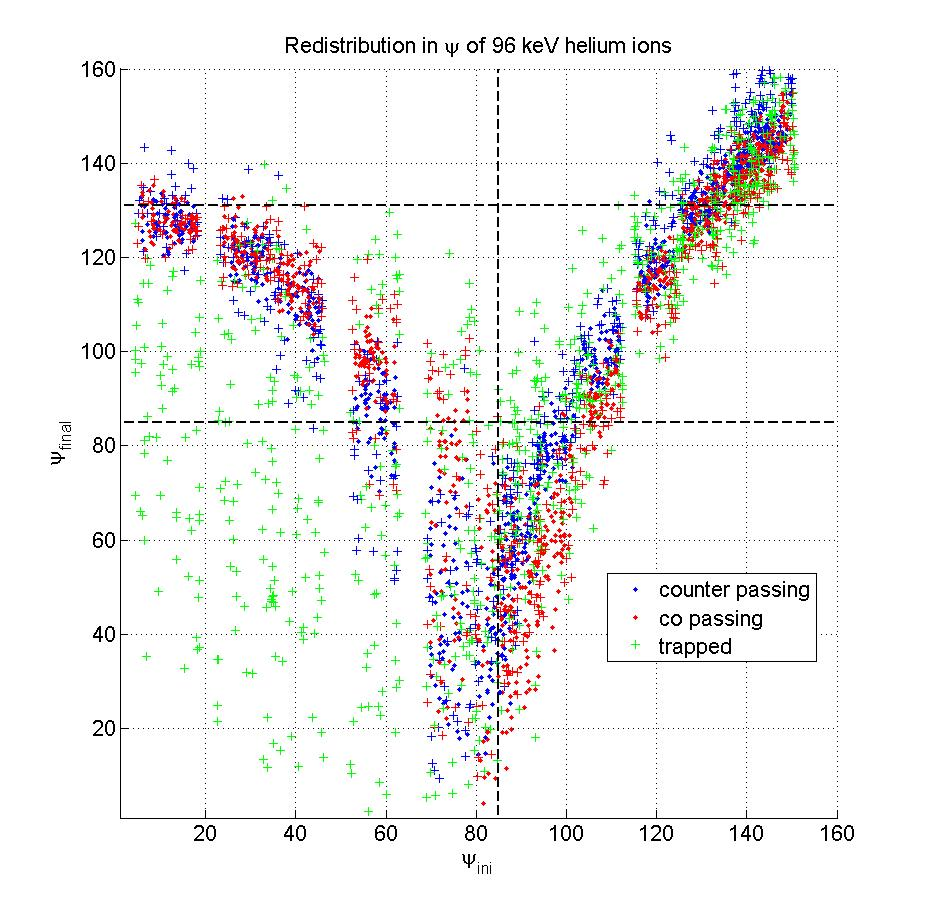 Redistribution in ψ of 96 keV helium ions
160
140
120
100
80
60
40
20
ψfinal
counter passing
co passing
trapped
20 40 60 80 100 120 140 160
ψini